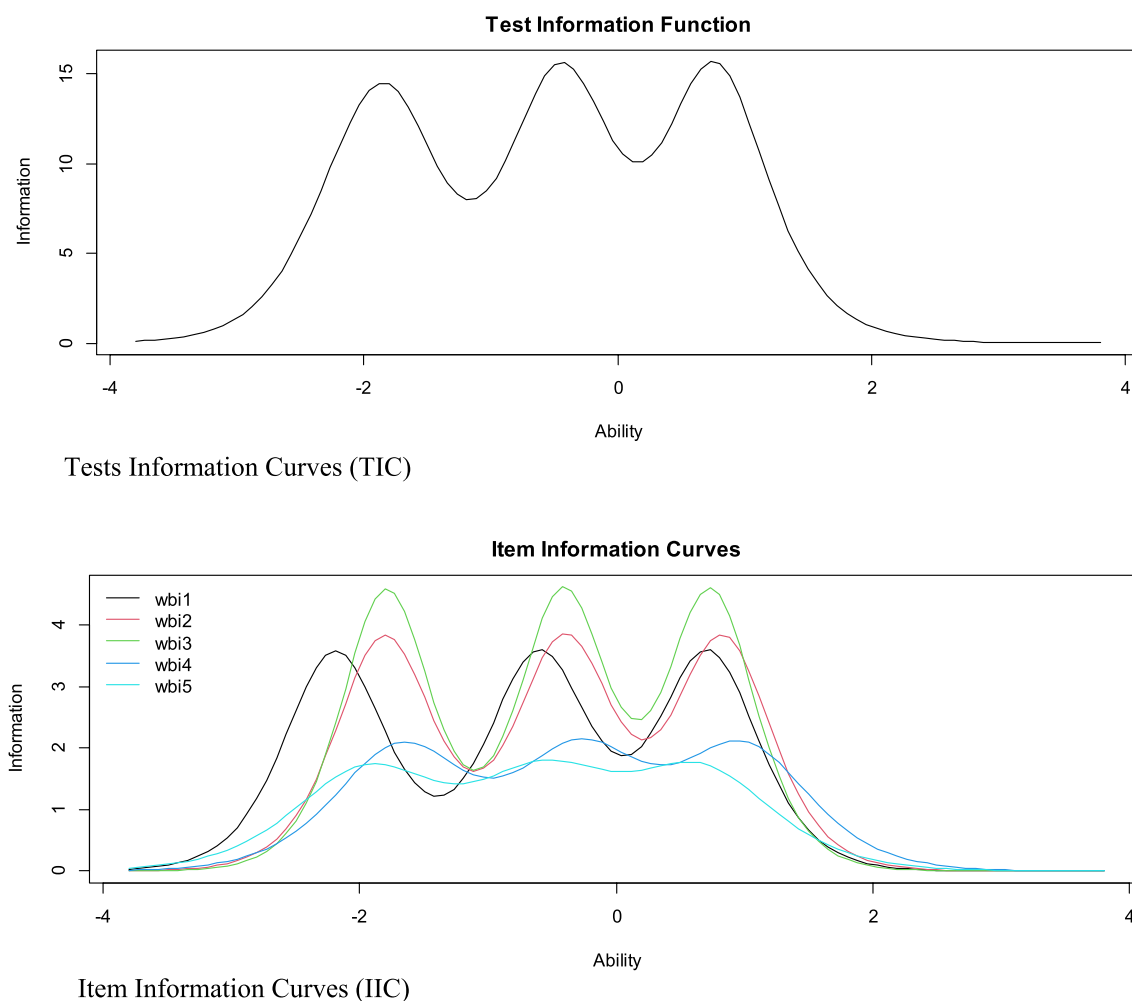 Test Information Function
Information
0
5
10
15
-4
-2
0
2
4
Ability
Tests Information Curves (TIC)
Item Information Curves
wbi1
wbi2
wbi3
wbi4
wbi5
Information
0
1
2
3
4
-4
-2
0
2
4
Ability
Item Information Curves (IIC)